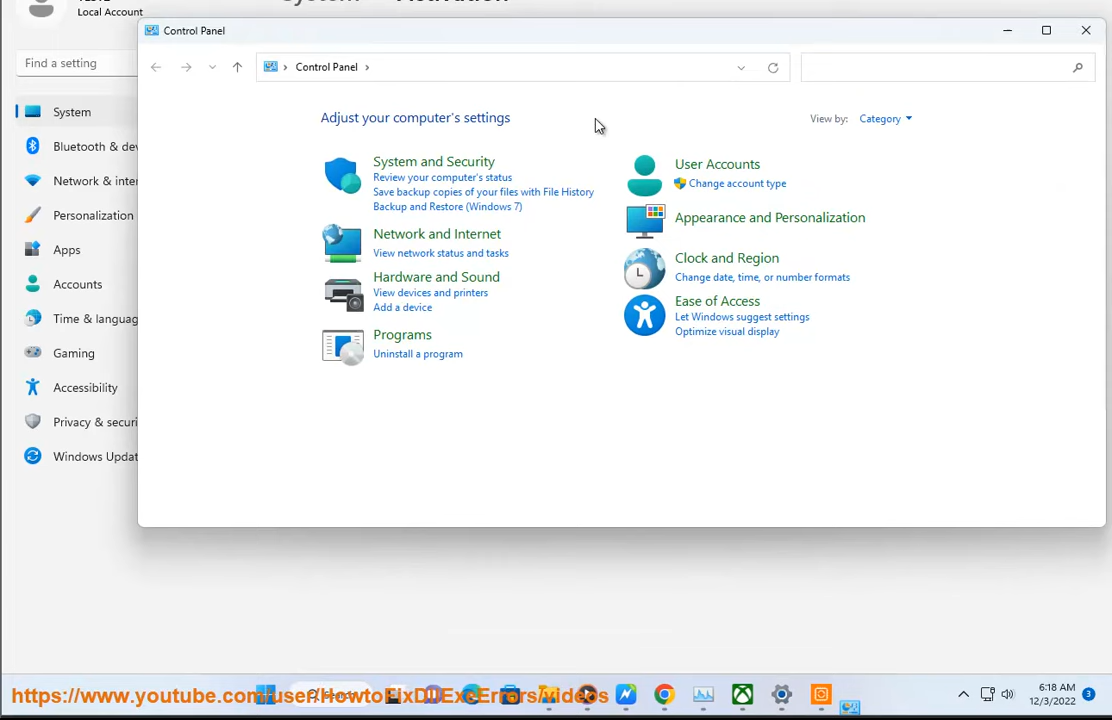 Local Account
Control Panel
Find a setting
Control Panel
System
Bluetooth & dev
Network & inter
Personalization
Apps
Accounts
Time & languag
Gaming
Accessibility
Privacy & securi
Windows Updat
Adjust your computer's settings
View by: Category
System and Security
Review your computer's status
Save backup copies of your files with File History
Backup and Restore (Windows 7)
Network and Internet
View network status and tasks
Hardware and Sound
View devices and printers
Add a device
Programs
Uninstall a program
User Accounts
Change account type
Appearance and Personalization
Clock and Region
Change date, time, or number formats
Ease of Access
Let Windows suggest settings
Optimize visual display
https://www.youtube.com/user/HowtoFixDllExeErrors/videos
6:18 AM
12/3/2022
3